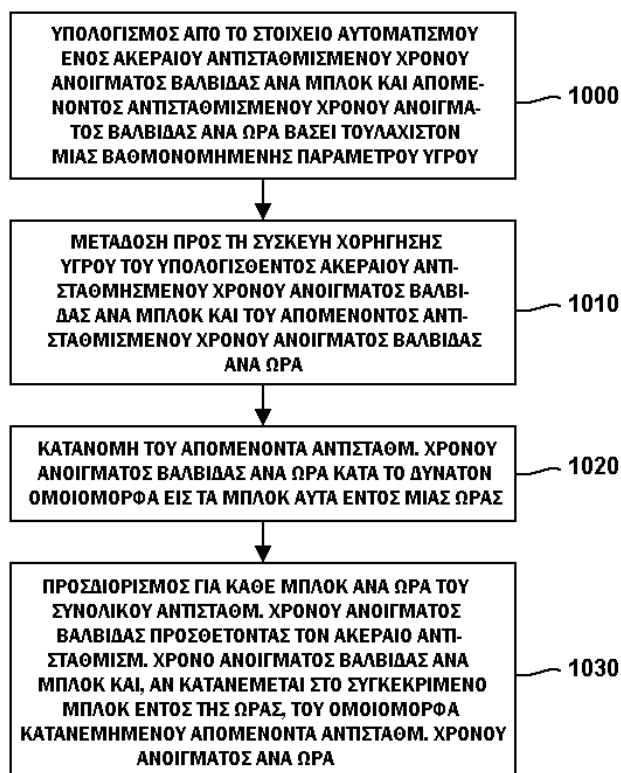 ΥΠΟΛΟΓΙΣΜΟΣ ΑΠΟ ΤΟ ΣΤΟΙΧΕΙΟ ΑΥΤΟΜΑΤΙΣΜΟΥ
ΕΝΟΣ ΑΚΕΡΑΙΟΥ ΑΝΤΙΣΤΑΘΜΙΣΜΕΝΟΥ ΧΡΟΝΟΥ
ΑΝΟΙΓΜΑΤΟΣ ΒΑΛΒΙΔΑΣ ΑΝΑ ΜΠΛΟΚ ΚΑΙ ΑΠΟΜΕ-
ΝΟΝΤΟΣ ΑΝΤΙΣΤΑΘΜΙΣΜΕΝΟΥ ΧΡΟΝΟΥ ΑΝΟΙΓΜΑ-
ΤΟΣ ΒΑΛΒΙΔΑΣ ΑΝΑ ΩΡΑ ΒΑΣΕΙ ΤΟΥΛΑΧΙΣΤΟΝ
ΜΙΑΣ ΒΑΘΜΟΝΟΜΗΜΕΝΗΣ ΠΑΡΑΜΕΤΡΟΥ ΥΓΡΟΥ
1000
ΜΕΤΑΔΟΣΗ ΠΡΟΣ ΤΗ ΣΥΣΚΕΥΗ ΧΟΡΗΓΗΣΗΣ
ΥΓΡΟΥ ΤΟΥ ΥΠΟΛΟΓΙΣΘΕΝΤΟΣ ΑΚΕΡΑΙΟΥ ΑΝΤΙ-
ΣΤΑΘΜΗΣΜΕΝΟΥ ΧΡΟΝΟΥ ΑΝΟΙΓΜΑΤΟΣ ΒΑΛΒΙ-
ΔΑΣ ΑΝΑ ΜΠΛΟΚ ΚΑΙ ΤΟΥ ΑΠΟΜΕΝΟΝΤΟΣ ΑΝΤΙ-
ΣΤΑΘΜΙΣΜΕΝΟΥ ΧΡΟΝΟΥ ΑΝΟΙΓΜΑΤΟΣ ΒΑΛΒΙΔΑΣ
ΑΝΑ ΩΡΑ
1010
ΚΑΤΑΝΟΜΗ ΤΟΥ ΑΠΟΜΕΝΟΝΤΑ ΑΝΤΙΣΤΑΘΜ. ΧΡΟΝΟΥ
ΑΝΟΙΓΜΑΤΟΣ ΒΑΛΒΙΔΑΣ ΑΝΑ ΩΡΑ ΚΑΤΑ ΤΟ ΔΥΝΑΤΟΝ
ΟΜΟΙΟΜΟΡΦΑ ΕΙΣ ΤΑ ΜΠΛΟΚ ΑΥΤΑ ΕΝΤΟΣ ΜΙΑΣ ΩΡΑΣ
1020
ΠΡΟΣΔΙΟΡΙΣΜΟΣ ΓΙΑ ΚΑΘΕ ΜΠΛΟΚ ΑΝΑ ΩΡΑ ΤΟΥ
ΣΥΝΟΛΙΚΟΥ ΑΝΤΙΣΤΑΘΜ. ΧΡΟΝΟΥ ΑΝΟΙΓΜΑΤΟΣ
ΒΑΛΒΙΔΑΣ ΠΡΟΣΘΕΤΟΝΤΑΣ ΤΟΝ ΑΚΕΡΑΙΟ ΑΝΤΙ-
ΣΤΑΘΜΙΣΜ. ΧΡΟΝΟ ΑΝΟΙΓΜΑΤΟΣ ΒΑΛΒΙΔΑΣ ΑΝΑ
ΜΠΛΟΚ ΚΑΙ, ΑΝ ΚΑΤΑΝΕΜΕΤΑΙ ΣΤΟ ΣΥΓΚΕΚΡΙΜΕΝΟ
ΜΠΛΟΚ ΕΝΤΟΣ ΤΗΣ ΩΡΑΣ, ΤΟΥ ΟΜΟΙΟΜΟΡΦΑ
ΚΑΤΑΝΕΜΗΜΕΝΟΥ ΑΠΟΜΕΝΟΝΤΑ ΑΝΤΙΣΤΑΘΜ. ΧΡΟΝΟΥ
ΑΝΟΙΓΜΑΤΟΣ ΑΝΑ ΩΡΑ
1030